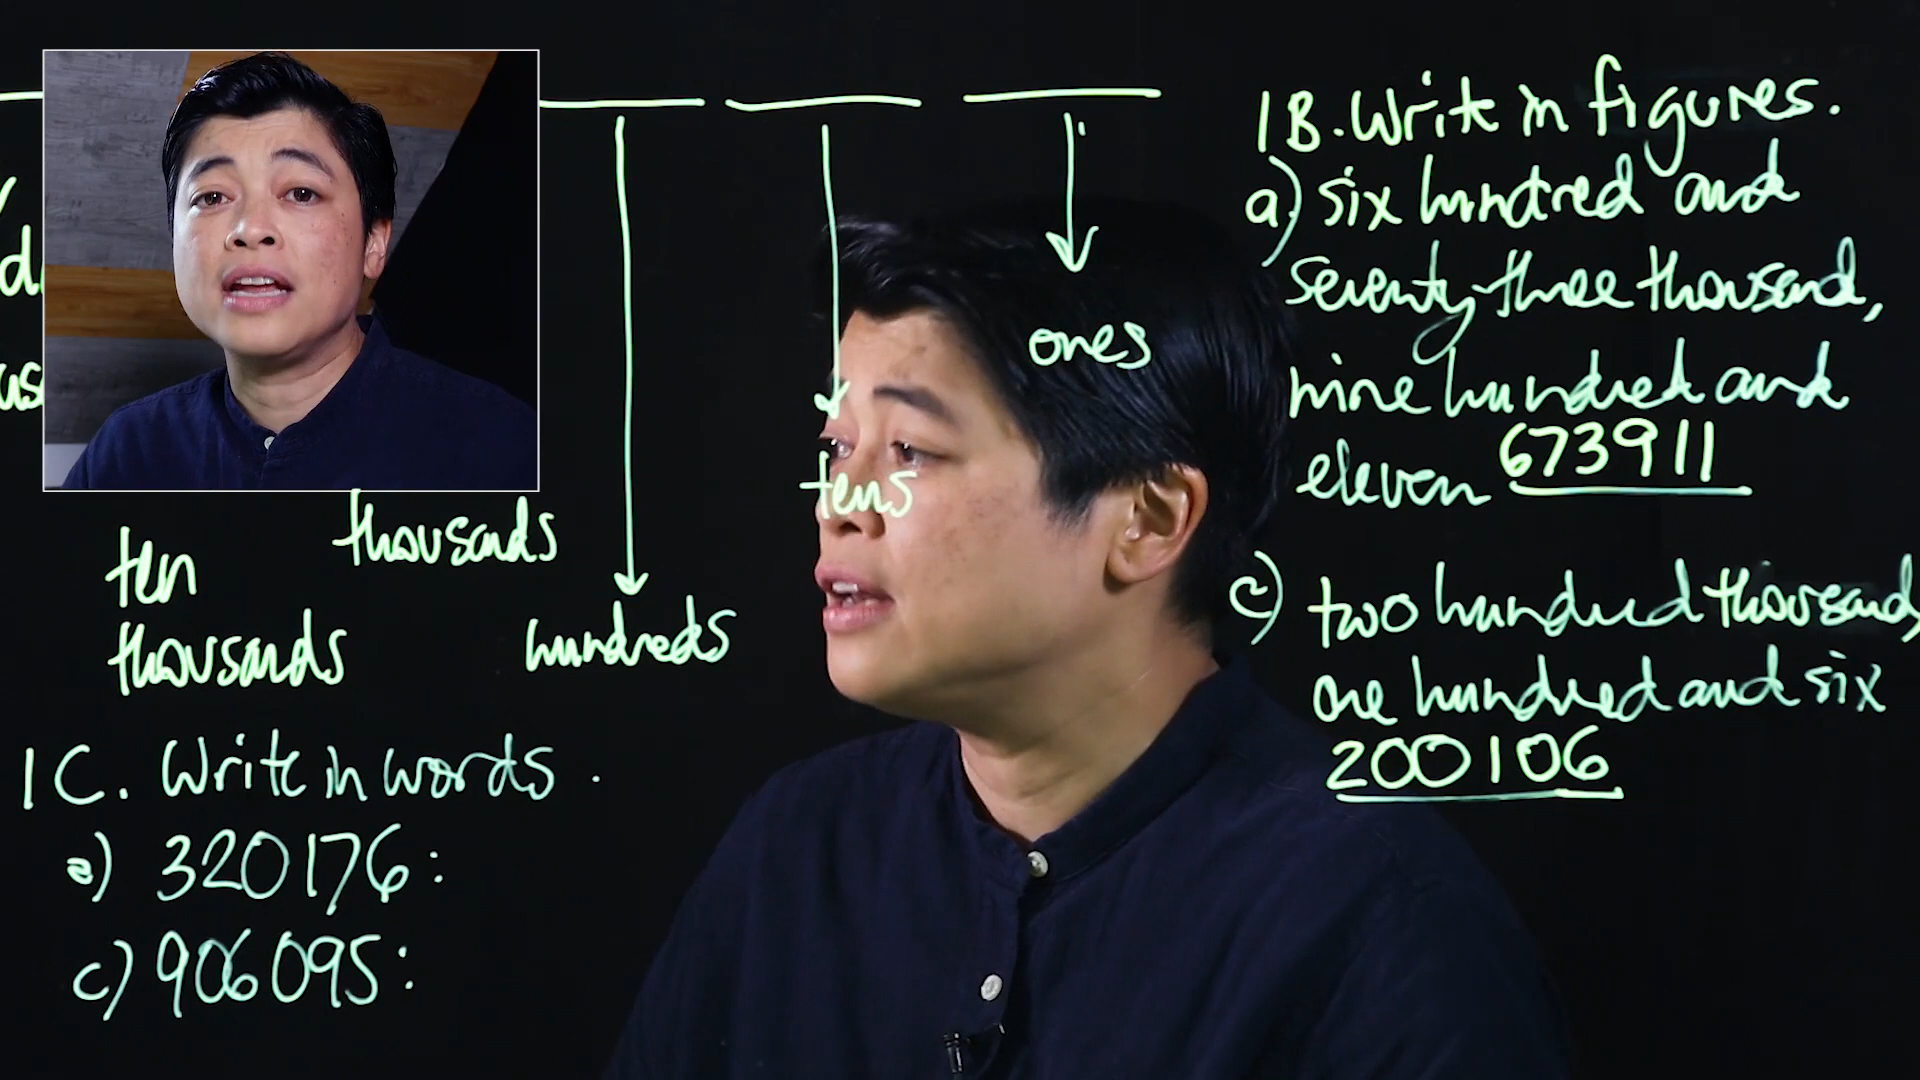 ones
tens
thousands
hundreds
ten
thousands
1B. Write in figures.
a) six hundred and
seventy-three thousand,
nine hundred and
eleven 673911
c) two hundred thousand,
one hundred and six
200106
1C. Write in words.
a) 320176:
c) 906095: